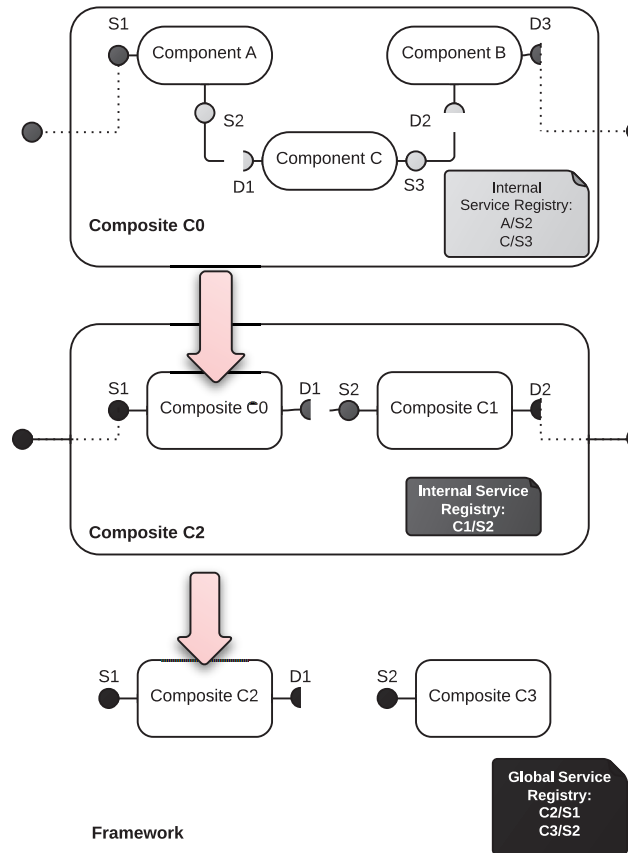 S1
D3
Component A
Component B
S2
D2
Component C
D1
S3
Internal
Service Registry:
A/S2
C/S3
Composite C0
S1
D1
S2
D2
Composite C0
Composite C1
Internal Service
Registry:
C1/S2
Composite C2
S1
D1
S2
Composite C2
Composite C3
Global Service
Registry:
C2/S1
C3/S2
Framework